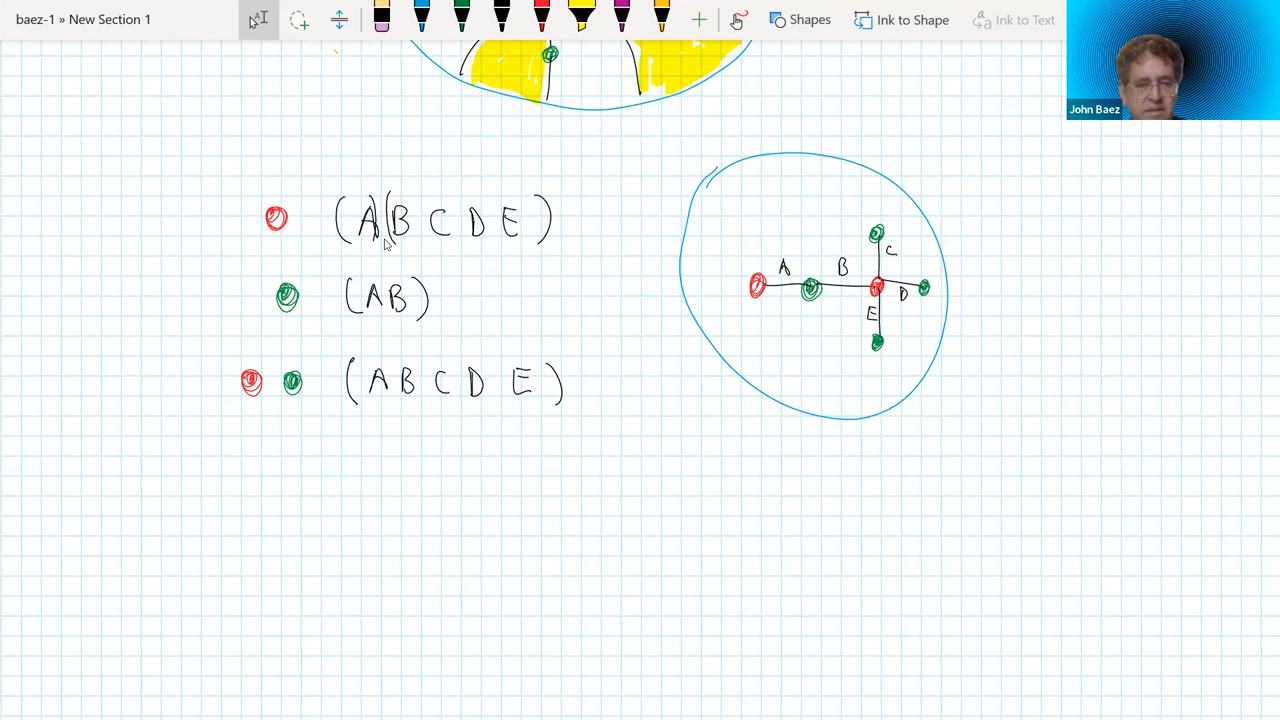 baez-1 » New Section 1
Shapes
Ink to Shape
Ink to Text
John Baez
(A)(B C D E)
(A B)
(A B C D E)
A B C D E